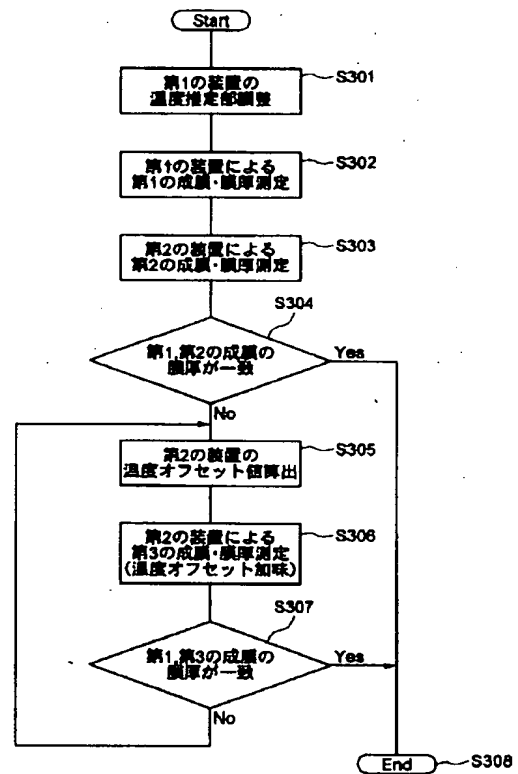 Start
第1の装置の
温度推定部調整
S301
第1の装置による
第1の成膜・膜厚測定
S302
第2の装置による
第2の成膜・膜厚測定
S303
S304
第1,第2の成膜の
膜厚が一致
Yes
No
第2の装置の
温度オフセット値算出
S305
第2の装置による
第3の成膜・膜厚測定
(温度オフセット加味)
S306
S307
第1,第3の成膜の
膜厚が一致
Yes
No
End
S308